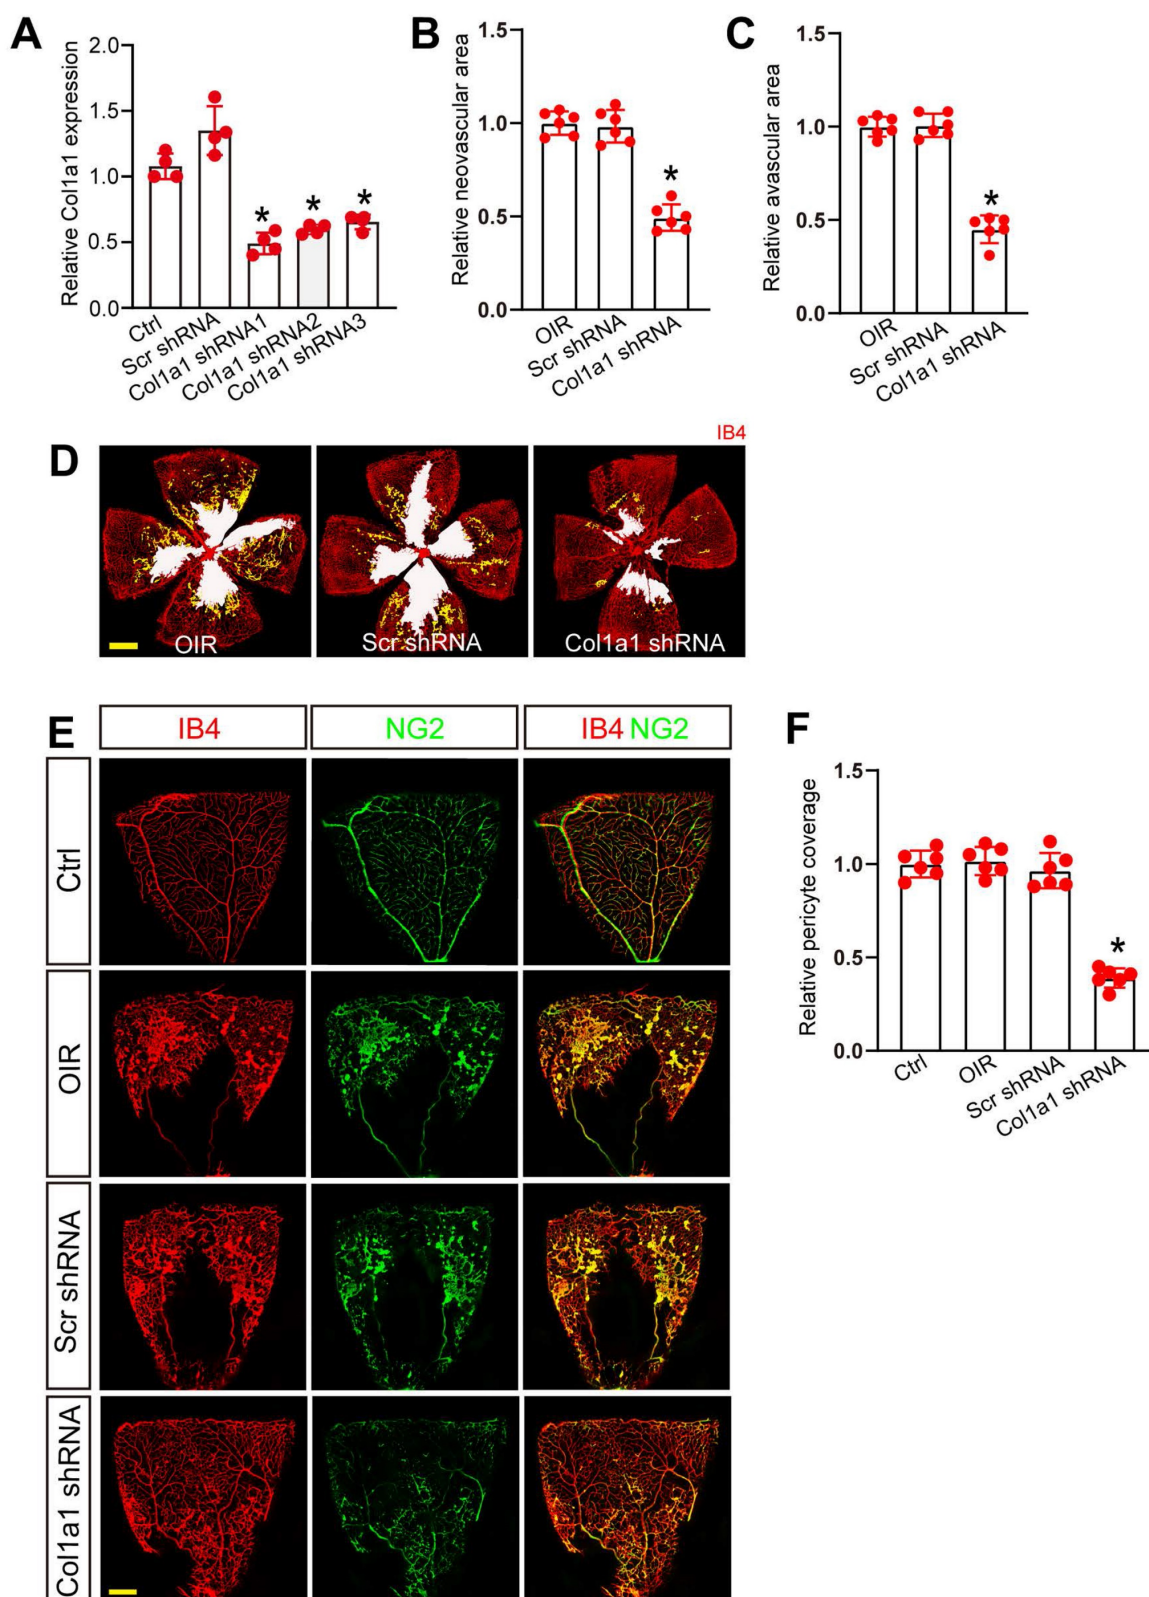 A
Relative Col1a1 expression
2.0
1.5
1.0
0.5
0.0
Ctrl
Scr shRNA
Col1a1 shRNA1
Col1a1 shRNA2
Col1a1 shRNA3
*
*
*
B
Relative neovascular area
1.5
1.0
0.5
0.0
OIR
Scr shRNA
Col1a1 shRNA
*
C
Relative avascular area
1.5
1.0
0.5
0.0
OIR
Scr shRNA
Col1a1 shRNA
*
D
IB4
OIR
Scr shRNA
Col1a1 shRNA
E
IB4
NG2
IB4 NG2
Ctrl
OIR
Scr shRNA
Col1a1 shRNA
F
Relative pericyte coverage
1.5
1.0
0.5
0.0
Ctrl
OIR
Scr shRNA
Col1a1 shRNA
*